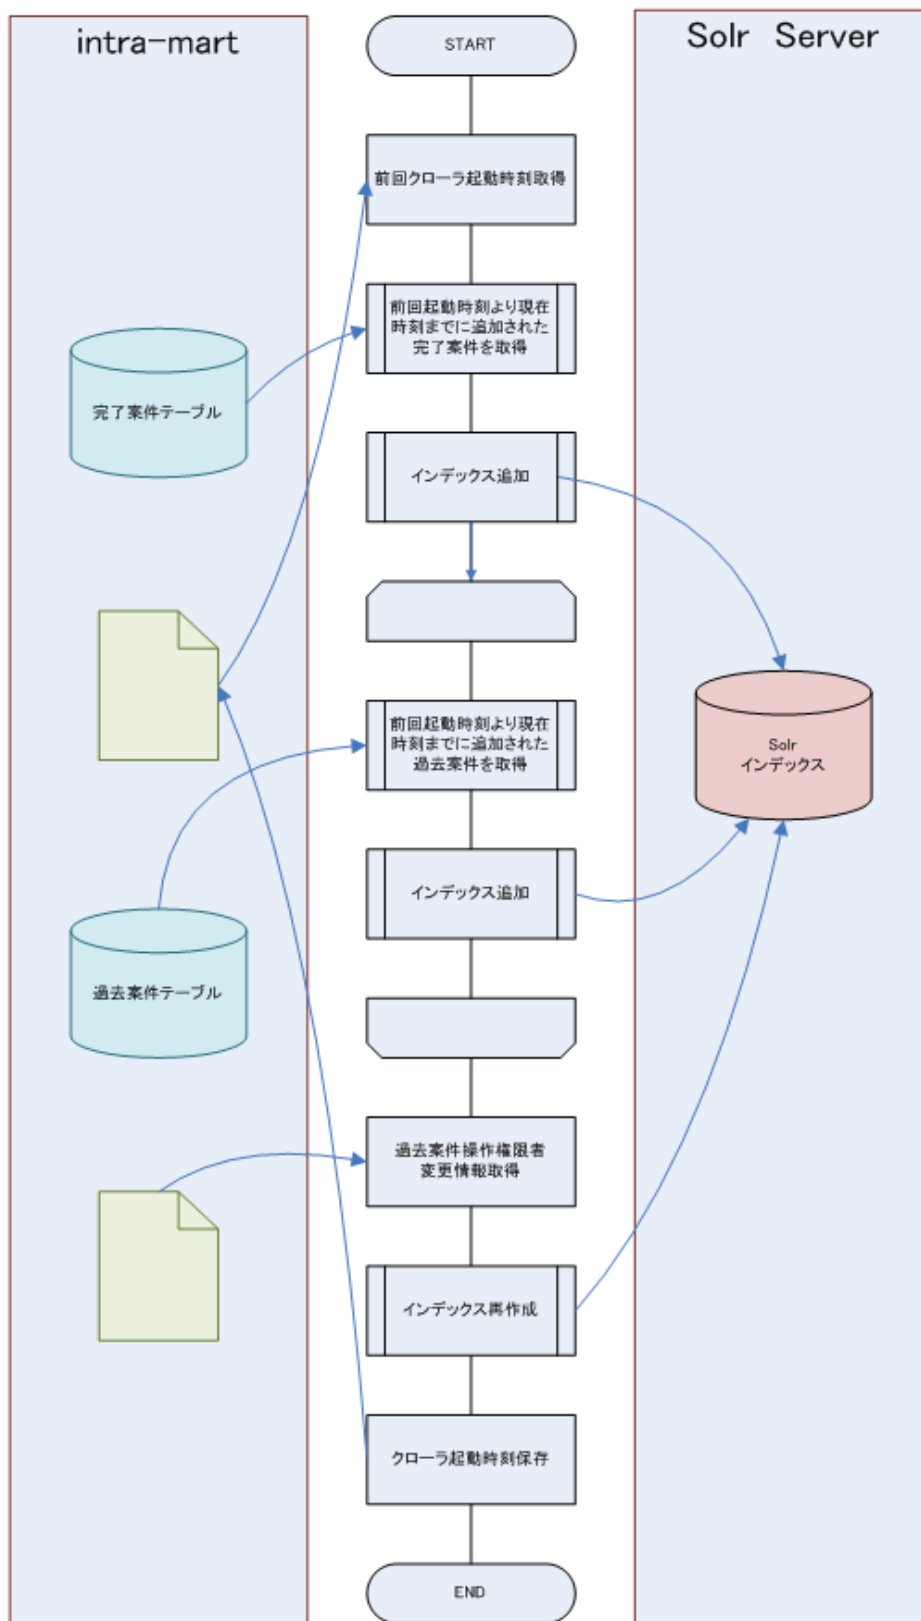 intra-mart
START
Solr Server
前回クローラ起動時刻取得
前回起動時刻より現在
時刻までに追加された
完了案件を取得
完了案件テーブル
インデックス追加
前回起動時刻より現在
時刻までに追加された
過去案件を取得
Solr
インデックス
インデックス追加
過去案件テーブル
過去案件操作権限者
変更情報取得
インデックス再作成
クローラ起動時刻保存
END